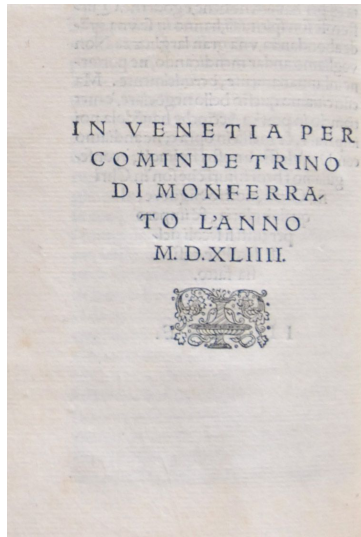 IN VENETIA PER
COMIN DE TRINO
DI MONFERRA-
TO L'ANNO
M. D. XLIIII.